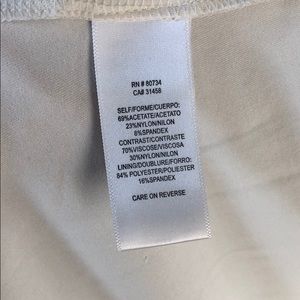 RN # 80734
CA# 31458
SELF/FORME/CUERPO:
69%ACETATE/ACETATO
23%NYLON/NILON
8%SPANDEX
CONTRAST/CONTRASTE
70%VISCOSE/VISCOSA
30%NYLON/NILON
LINING/DOUBLURE/FORRO:
84% POLYESTER/POLIESTER
16%SPANDEX
CARE ON REVERSE